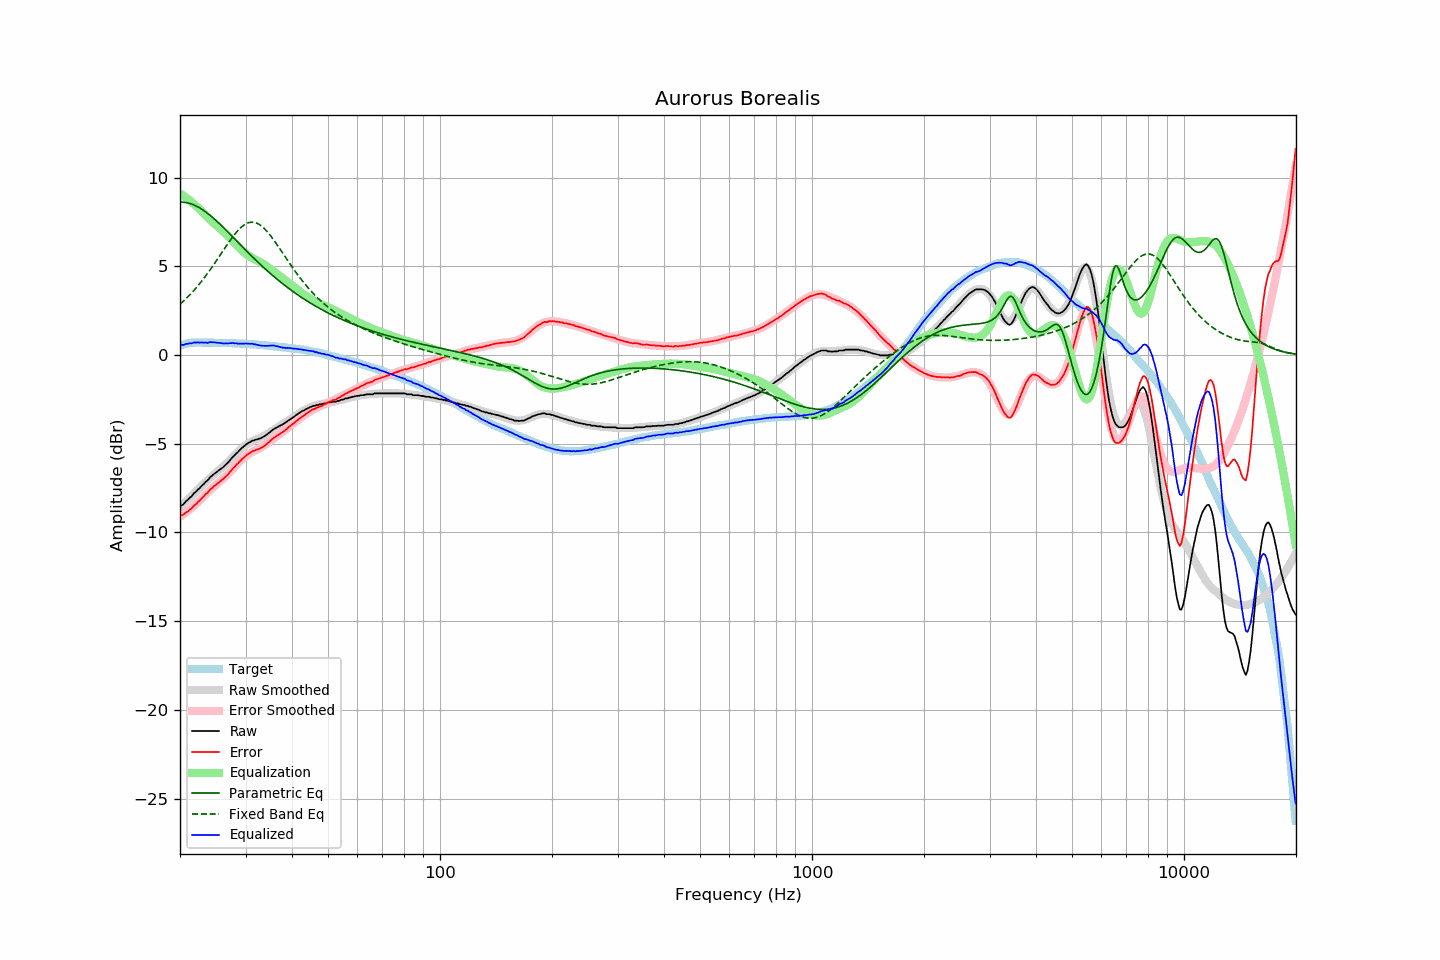 Aurorus Borealis
Amplitude (dBr)
10
5
0
−5
−10
−15
−20
−25
Target
Raw Smoothed
Error Smoothed
Raw
Error
Equalization
Parametric Eq
Fixed Band Eq
Equalized
100
1000
10000
Frequency (Hz)